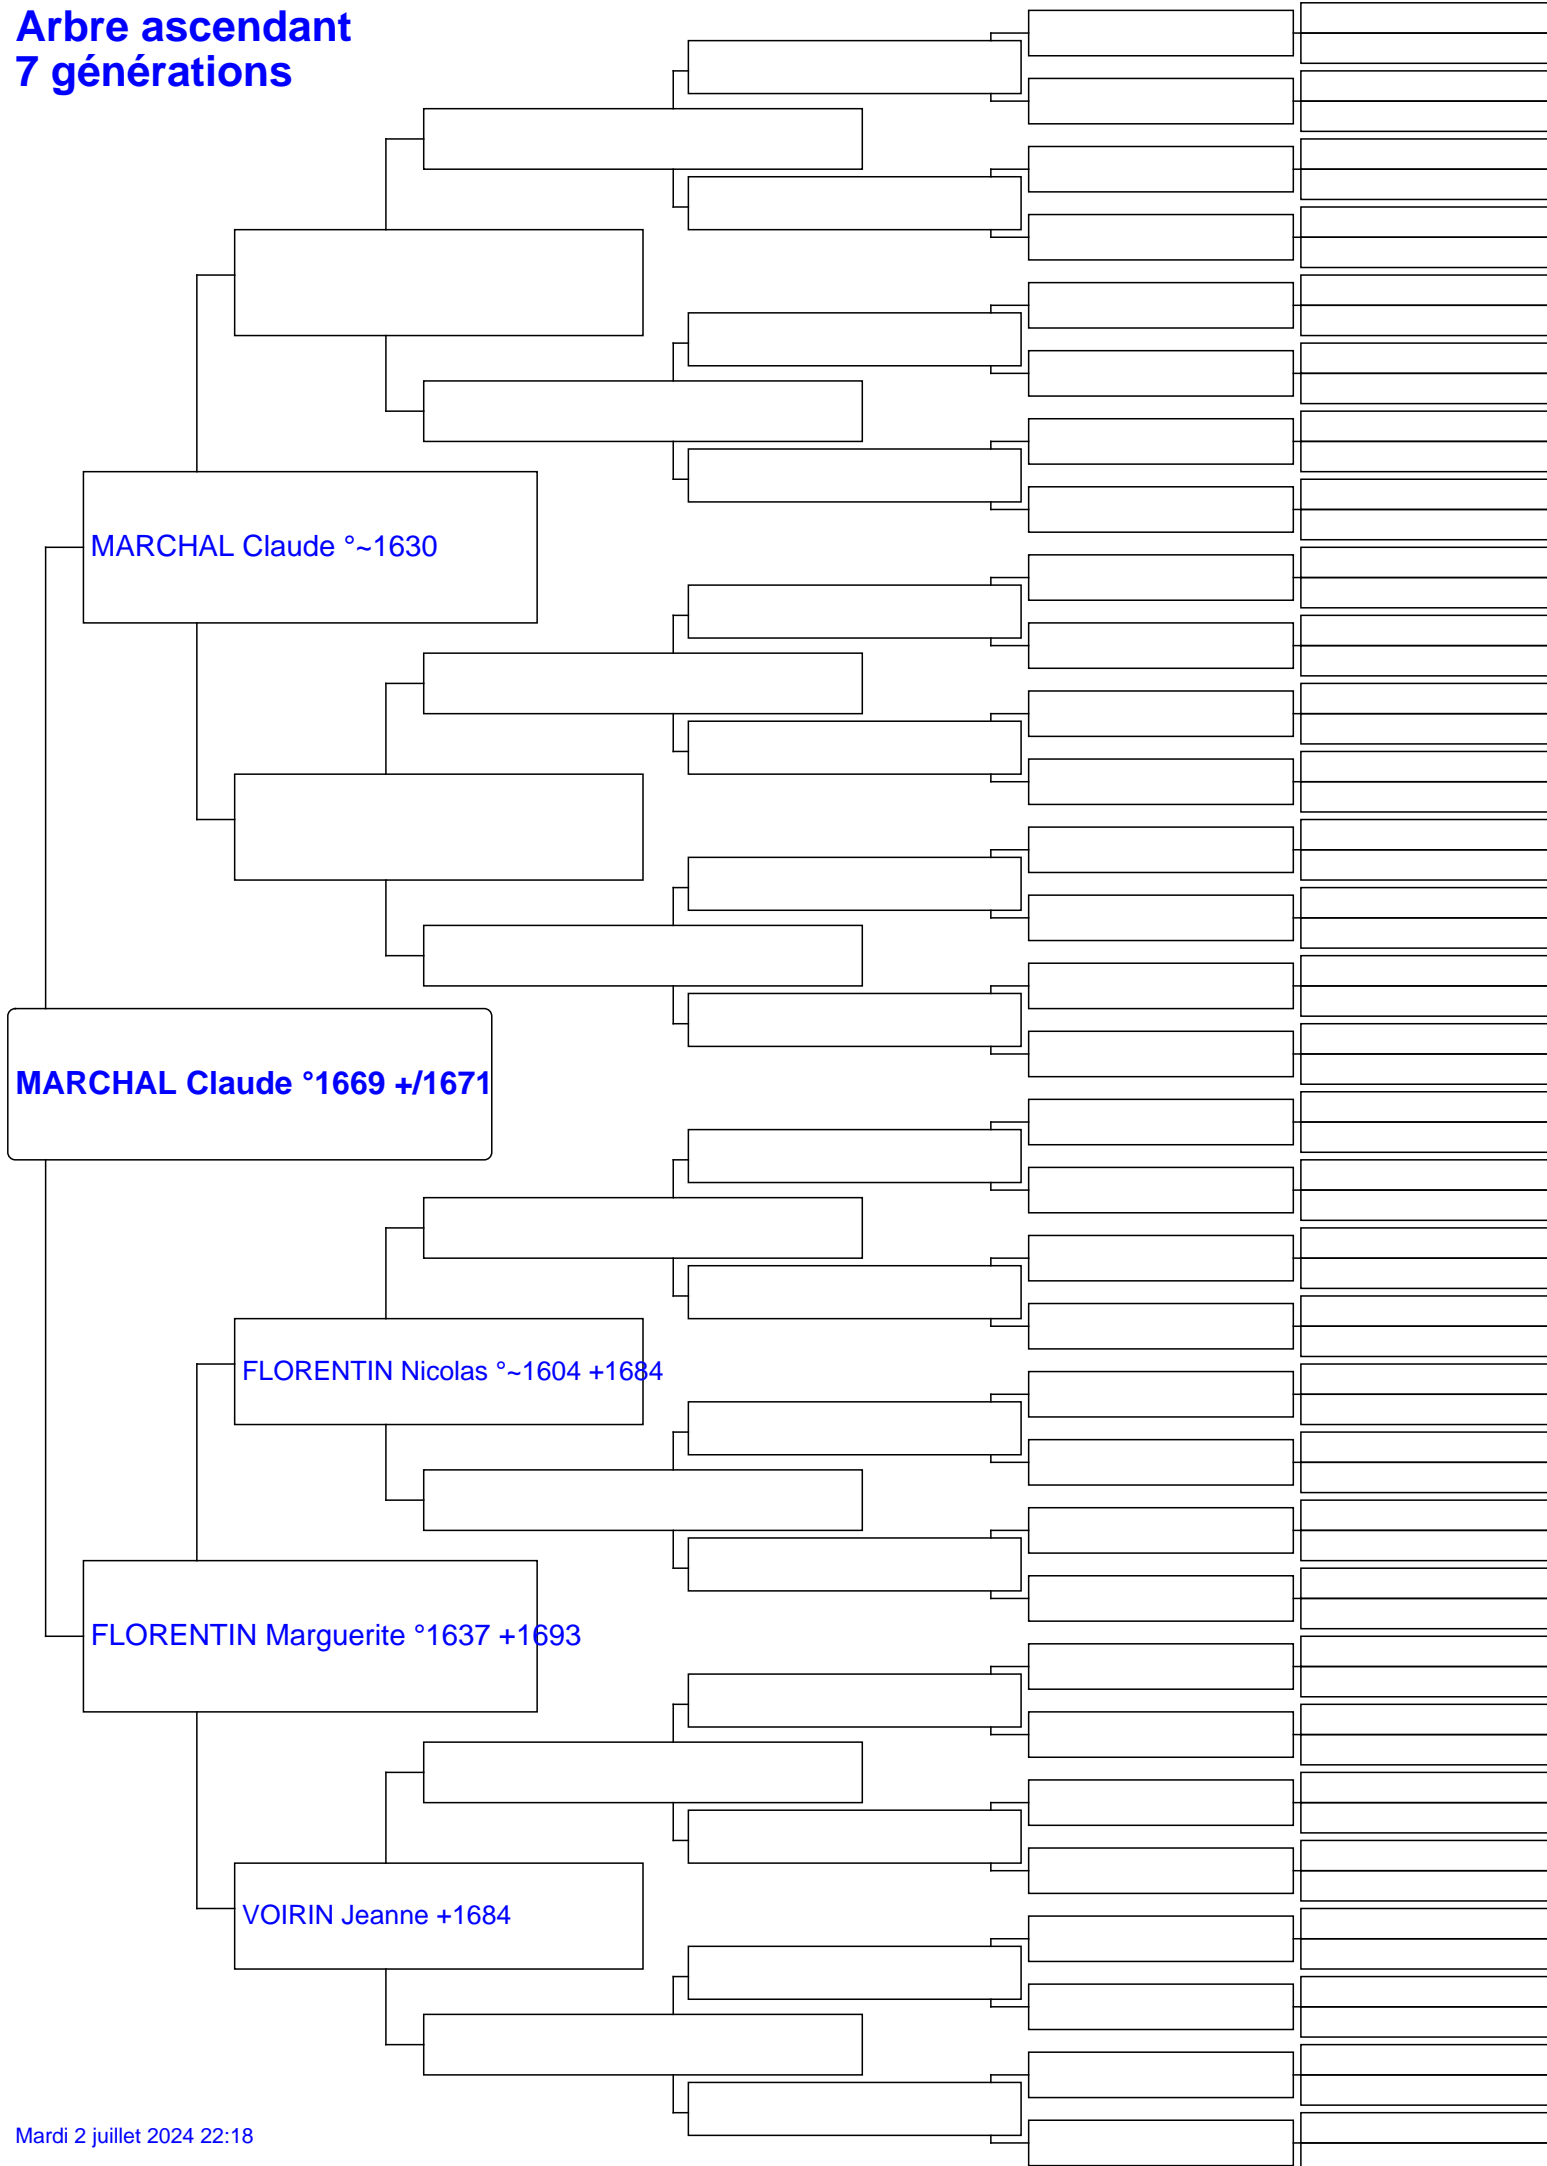 Arbre ascendant
7 générations
MARCHAL Claude °~1630
MARCHAL Claude °1669 +/1671
FLORENTIN Nicolas °~1604 +1684
FLORENTIN Marguerite °1637 +1693
VOIRIN Jeanne +1684
Mardi 2 juillet 2024 22:18